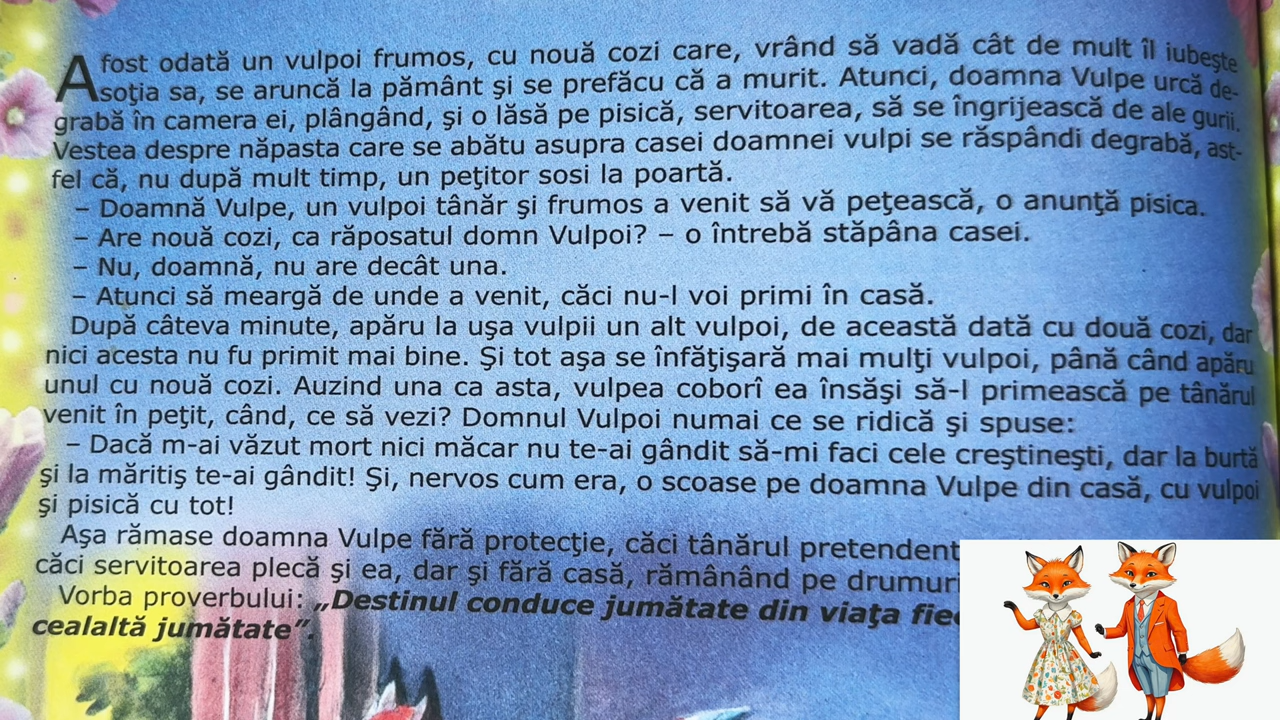 A fost odată un vulpoi frumos, cu nouă cozi care, vrând să vadă cât de mult îl iubeşte
soţia sa, se aruncă la pământ şi se prefăcu că a murit. Atunci, doamna Vulpe urcă de-
grabă în camera ei, plângând, şi o lăsă pe pisică, servitoarea, să se îngrijească de ale gurii.
Vestea despre năpasta care se abătu asupra casei doamnei vulpi se răspândi degrabă, ast-
fel că, nu după mult timp, un peţitor sosi la poartă.
– Doamnă Vulpe, un vulpoi tânăr şi frumos a venit să vă peţească, o anunţă pisica.
– Are nouă cozi, ca răposatul domn Vulpoi? – o întrebă stăpâna casei.
– Nu, doamnă, nu are decât una.
– Atunci să meargă de unde a venit, căci nu-l voi primi în casă.
După câteva minute, apăru la uşa vulpii un alt vulpoi, de această dată cu două cozi, dar
nici acesta nu fu primit mai bine. Şi tot aşa se înfăţişară mai mulţi vulpoi, până când apăru
unul cu nouă cozi. Auzind una ca asta, vulpea coborî ea însăşi să-l primească pe tânărul
venit în peţit, când, ce să vezi? Domnul Vulpoi numai ce se ridică şi spuse:
– Dacă m-ai văzut mort nici măcar nu te-ai gândit să-mi faci cele creştineşti, dar la burtă
şi la măritiş te-ai gândit! Şi, nervos cum era, o scoase pe doamna Vulpe din casă, cu vulpoi
şi pisică cu tot!
Aşa rămase doamna Vulpe fără protecţie, căci tânărul pretendent
căci servitoarea plecă şi ea, dar şi fără casă, rămânând pe drumuri
Vorba proverbului: „Destinul conduce jumătate din viaţa
cealaltă jumătate”.